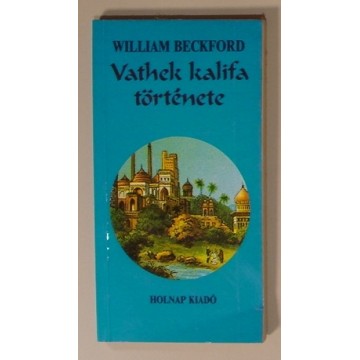 WILLIAM BECKFORD
Vathek kalifa
története
HOLNAP KIADÓ